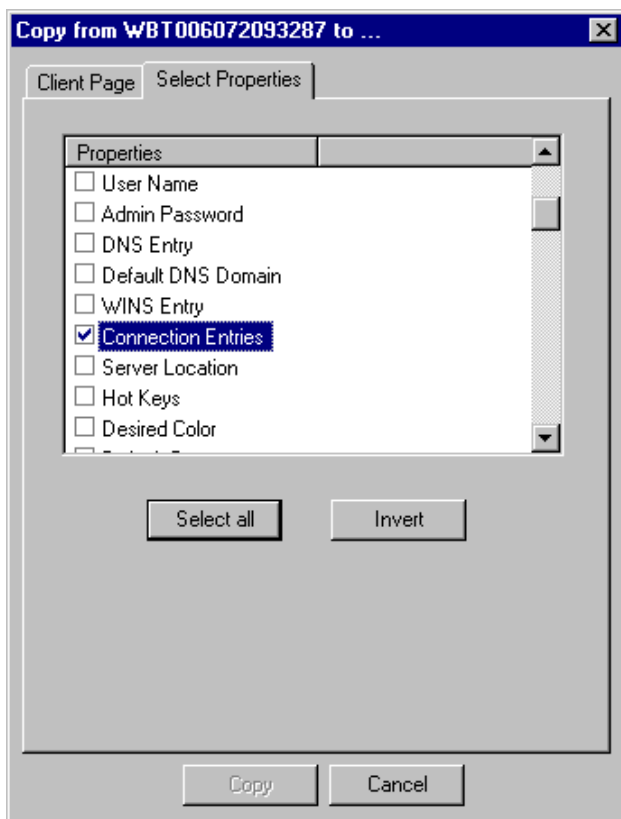 Copy from WBT006072093287 to ...
Client Page
Select Properties
Properties
User Name
Admin Password
DNS Entry
Default DNS Domain
WINS Entry
Connection Entries
Server Location
Hot Keys
Desired Color
Select all
Invert
Copy
Cancel